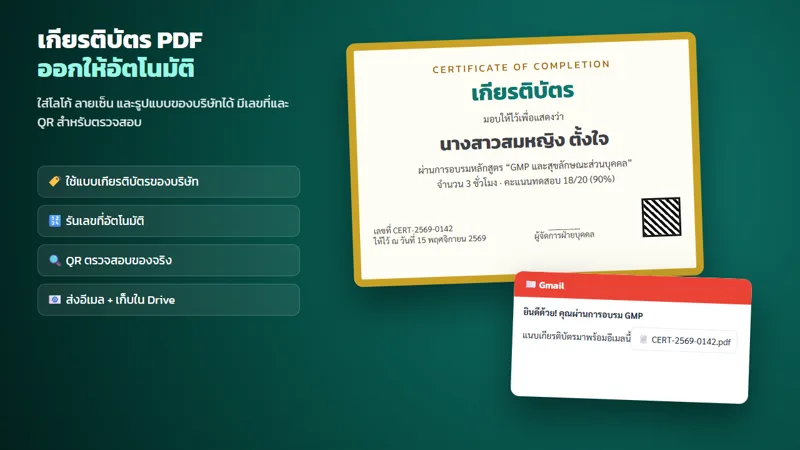 เกียรติบัตร PDF
ออกให้อัตโนมัติ
ใส่โลโก้ ลายเซ็น และรูปแบบของบริษัทได้ มีเลขที่และ
QR สำหรับตรวจสอบ
ใช้แบบเกียรติบัตรของบริษัท
รันเลขที่อัตโนมัติ
QR ตรวจสอบของจริง
ส่งอีเมล + เก็บใน Drive
CERTIFICATE OF COMPLETION
เกียรติบัตร
มอบให้ไว้เพื่อแสดงว่า
นางสาวสมหญิง ตั้งใจ
ผ่านการอบรมหลักสูตร “GMP และสุขลักษณะส่วนบุคคล”
จำนวน 3 ชั่วโมง · คะแนนทดสอบ 18/20 (90%)
เลขที่ CERT-2569-0142
ให้ไว้ ณ วันที่ 15 พฤศจิกายน 2569
ผู้จัดการฝ่ายบุคคล
Gmail
ยินดีด้วย! คุณผ่านการอบรม GMP
แนบเกียรติบัตรมาพร้อมอีเมลนี้ CERT-2569-0142.pdf